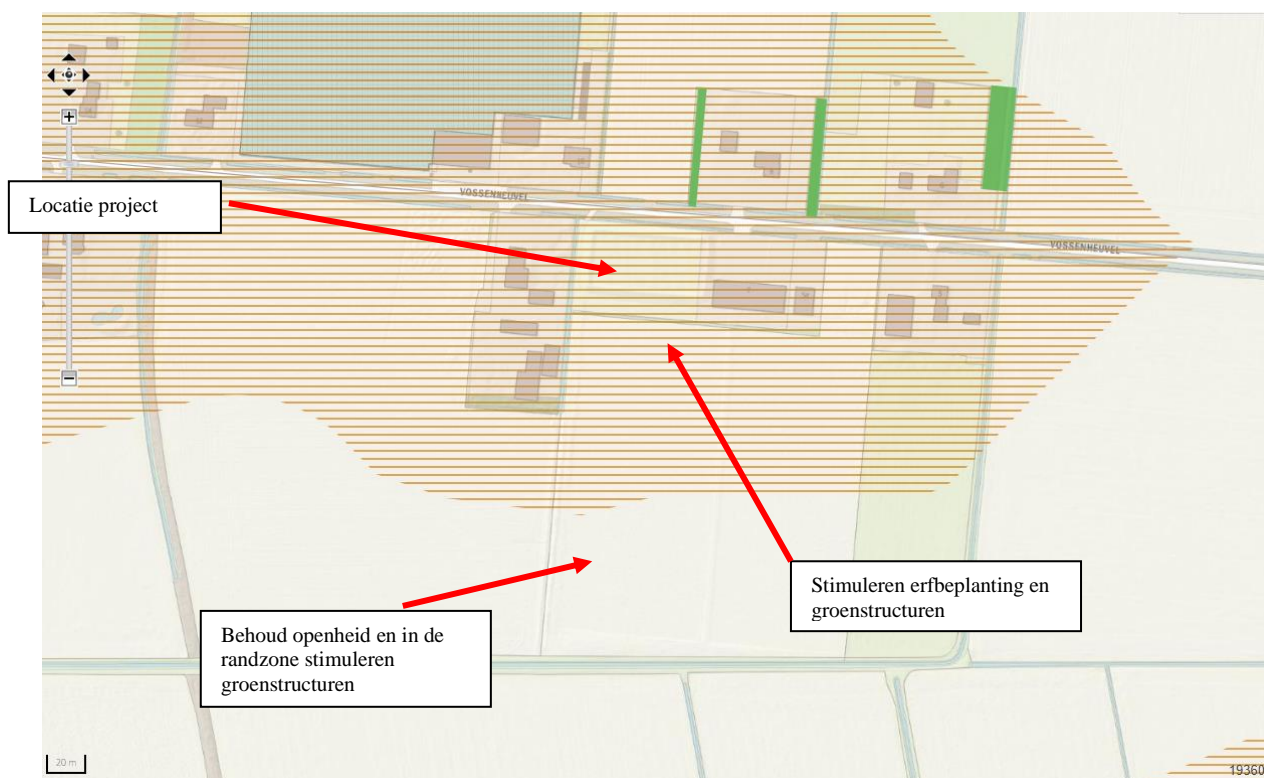 VOSSENHEUVEL
Locatie project
VOSSENHEUVEL
Stimuleren erfbeplanting en
groenstructuren
Behoud openheid en in de
randzone stimuleren
groenstructuren
20 m
19360